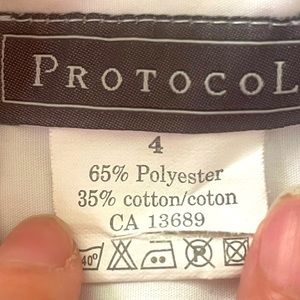 PROTOCOL
4
65% Polyester
35% cotton/coton
CA 13689
40° P